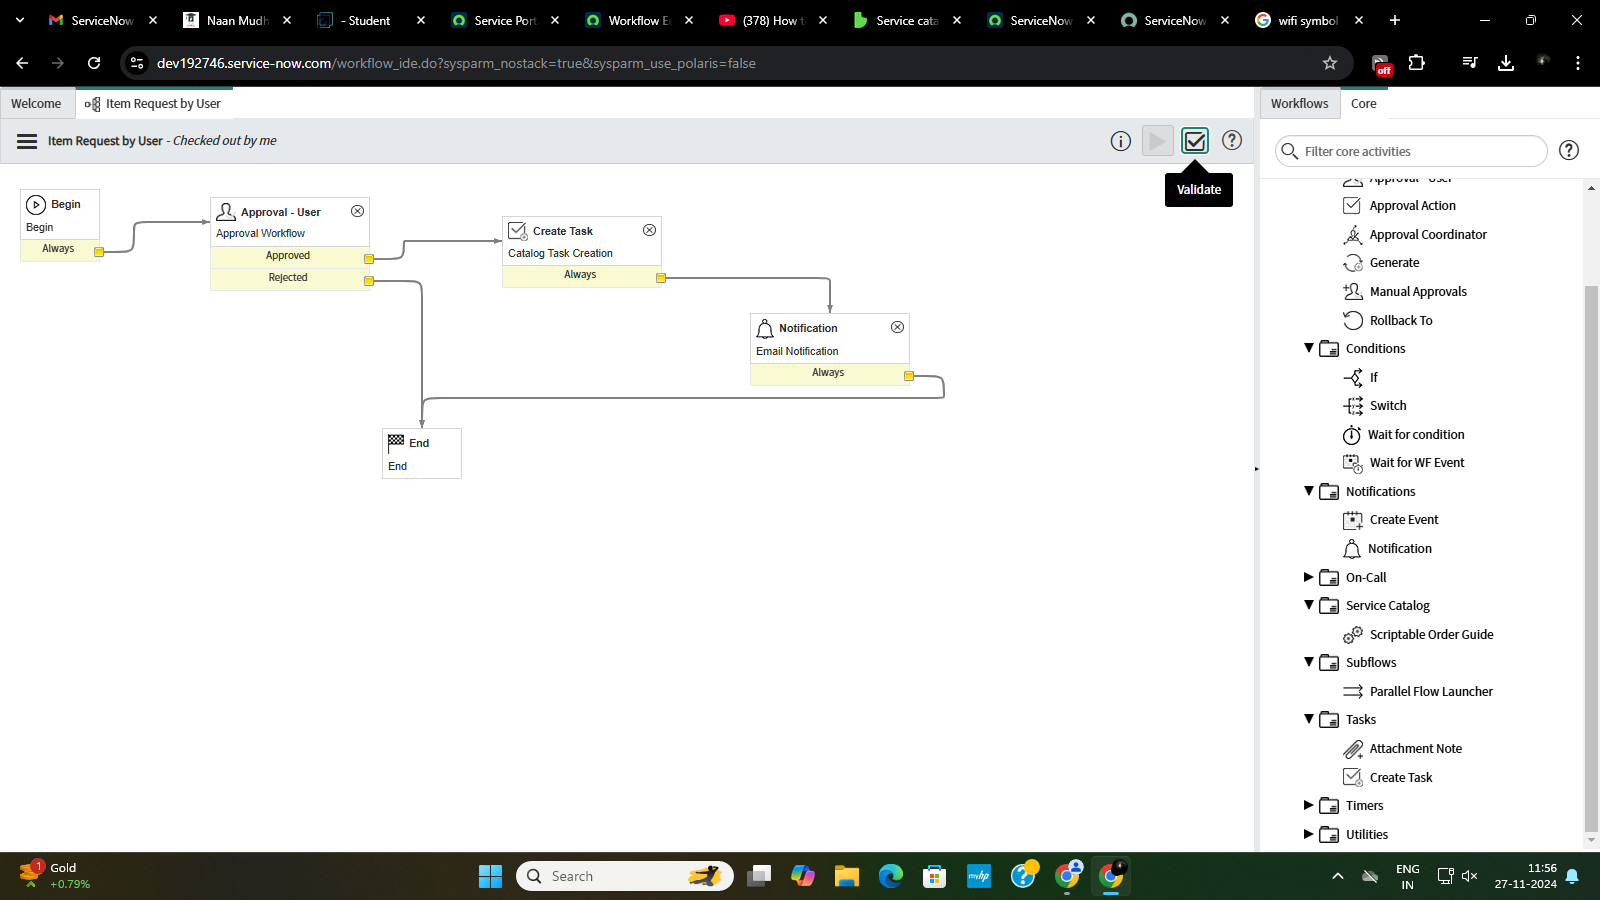 ServiceNow
Naan Mudh
- Student
Service Port
Workflow Ed
(378) How t
Service cata
ServiceNow
ServiceNow
wifi symbol
dev192746.service-now.com/workflow_ide.do?sysparm_nostack=true&sysparm_use_polaris=false
off
Welcome
Item Request by User
Workflows
Core
Item Request by User - Checked out by me
Validate
Filter core activities
Begin
Begin
Always
Approval - User
Approval Workflow
Approved
Rejected
Create Task
Catalog Task Creation
Always
Notification
Email Notification
Always
End
End
Approval - User
Approval Action
Approval Coordinator
Generate
Manual Approvals
Rollback To
Conditions
If
Switch
Wait for condition
Wait for WF Event
Notifications
Create Event
Notification
On-Call
Service Catalog
Scriptable Order Guide
Subflows
Parallel Flow Launcher
Tasks
Attachment Note
Create Task
Timers
Utilities
1
Gold
+0.79%
Search
myhp
ENG
IN
11:56
27-11-2024